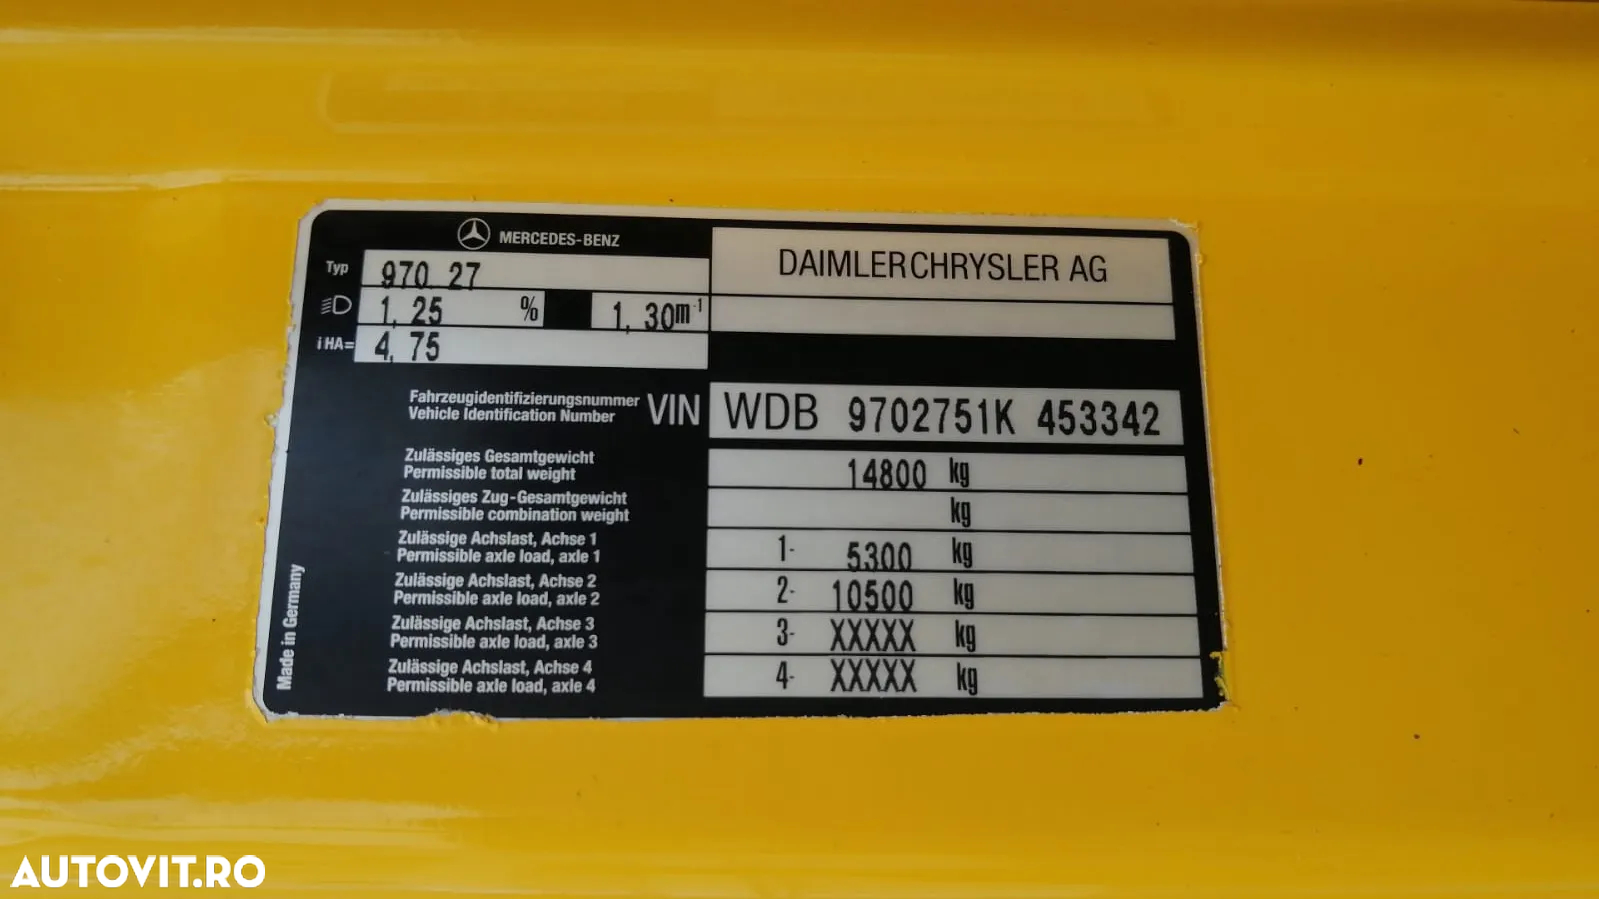 MERCEDES-BENZ
DAIMLERCHRYSLER AG
Typ 970. 27
1, 25 % 1, 30m⁻¹
iHA= 4, 75
Fahrzeugidentifizierungsnummer
Vehicle Identification Number
VIN WDB 9702751K 453342
Zulässiges Gesamtgewicht
Permissible total weight
14800 kg
Zulässiges Zug-Gesamtgewicht
Permissible combination weight
kg
Zulässige Achslast, Achse 1
Permissible axle load, axle 1
1- 5300 kg
Zulässige Achslast, Achse 2
Permissible axle load, axle 2
2- 10500 kg
Zulässige Achslast, Achse 3
Permissible axle load, axle 3
3- XXXXX kg
Zulässige Achslast, Achse 4
Permissible axle load, axle 4
4- XXXXX kg
Made in Germany
AUTOVIT.RO